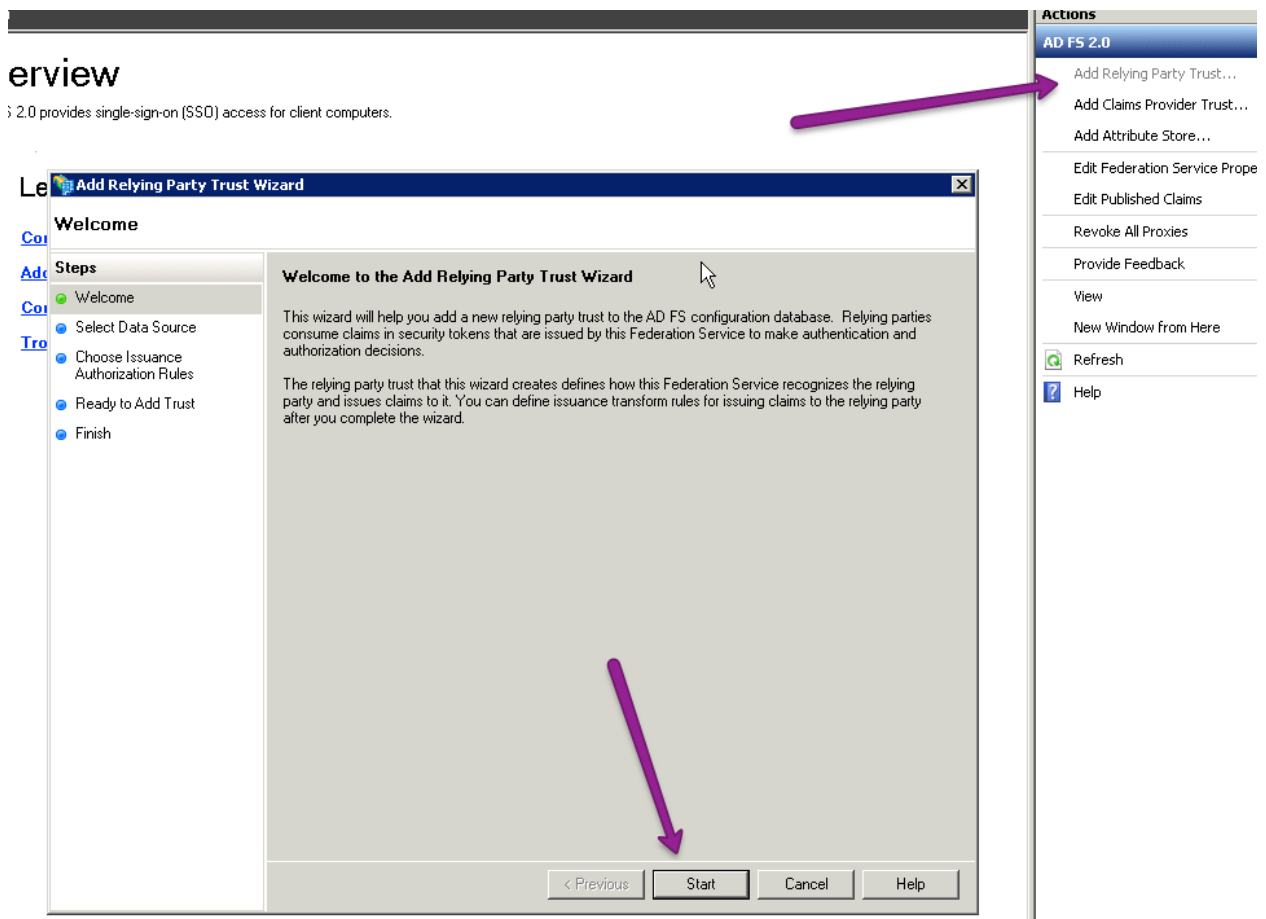 erview
5 2.0 provides single-sign-on (SSO) access for client computers.
Le
Add Relying Party Trust Wizard
Welcome
Steps
Welcome
Select Data Source
Choose Issuance
Authorization Rules
Ready to Add Trust
Finish
Welcome to the Add Relying Party Trust Wizard
This wizard will help you add a new relying party trust to the AD FS configuration database. Relying parties
consume claims in security tokens that are issued by this Federation Service to make authentication and
authorization decisions.
The relying party trust that this wizard creates defines how this Federation Service recognizes the relying
party and issues claims to it. You can define issuance transform rules for issuing claims to the relying party
after you complete the wizard.
< Previous
Start
Cancel
Help
Tro
Actions
AD FS 2.0
Add Relying Party Trust...
Add Claims Provider Trust...
Add Attribute Store...
Edit Federation Service Prope
Edit Published Claims
Revoke All Proxies
Provide Feedback
View
New Window from Here
Refresh
Help